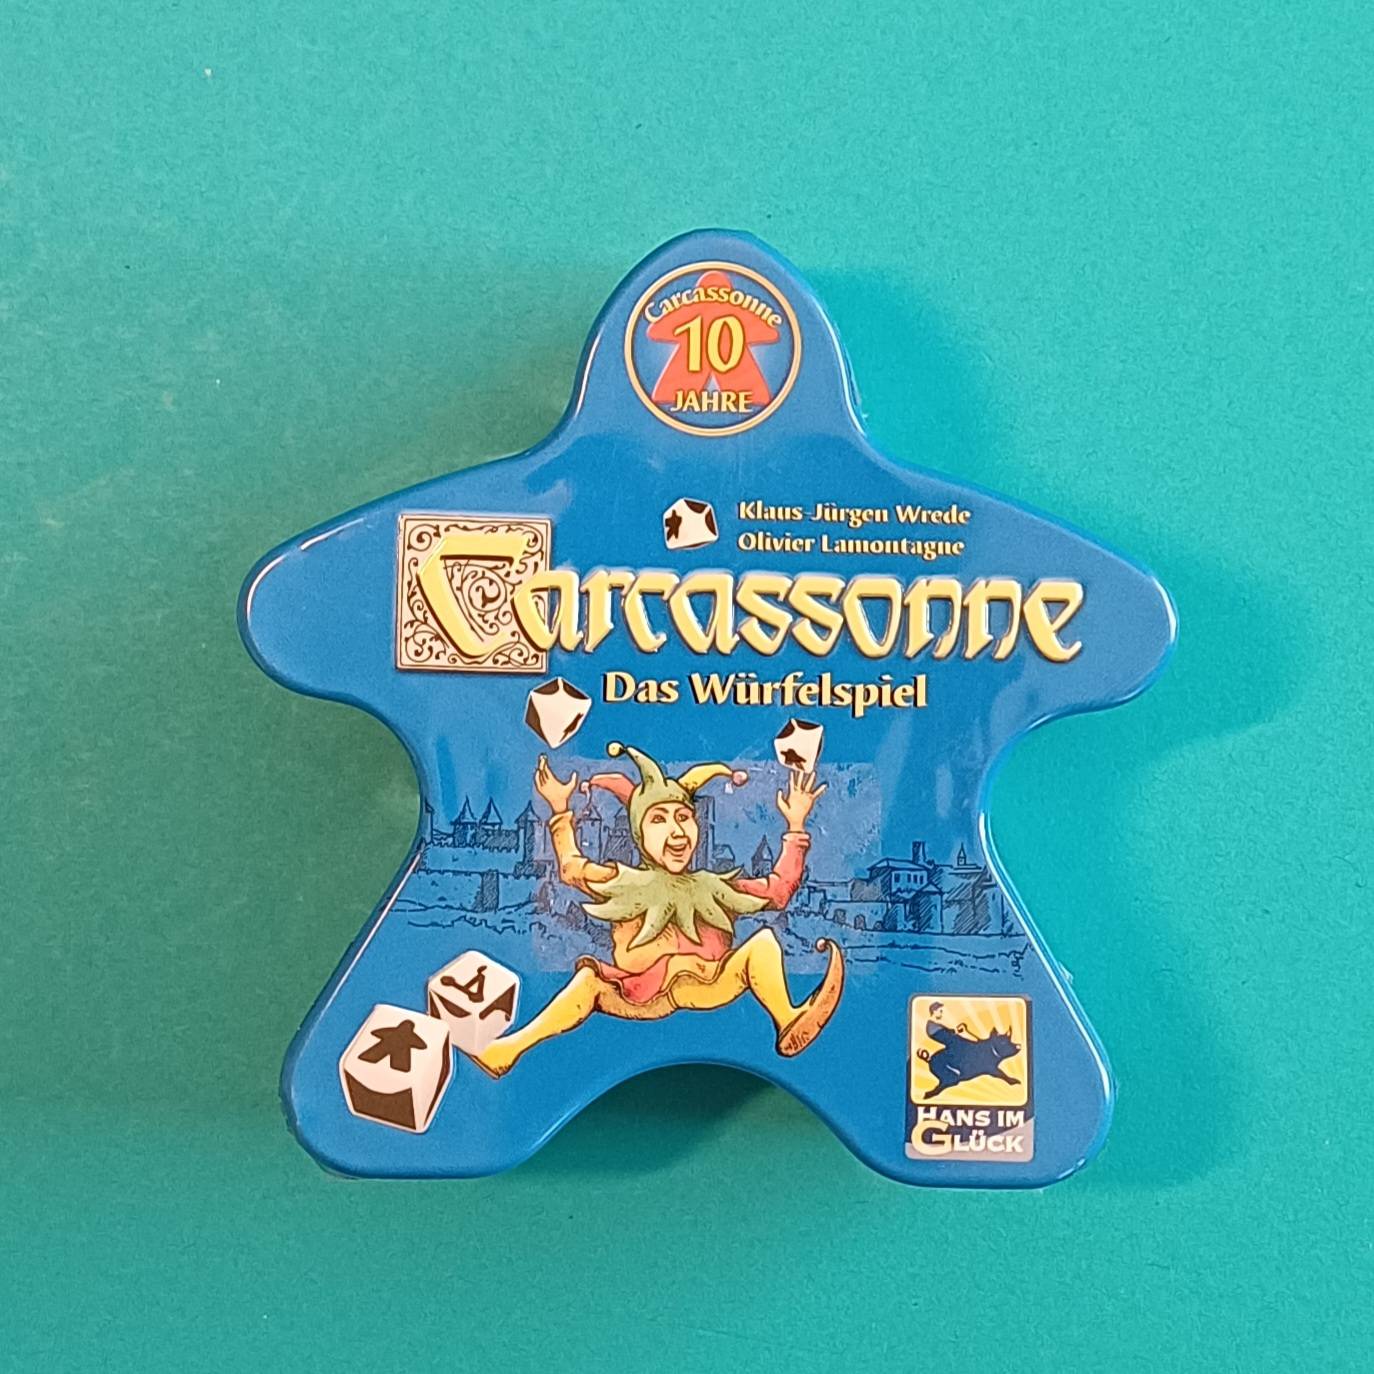 Carcassonne
10
JAHRE
Klaus-Jürgen Wrede
Olivier Lamontagne
Carcassonne
Das Würfelspiel
HANS IM
GLÜCK